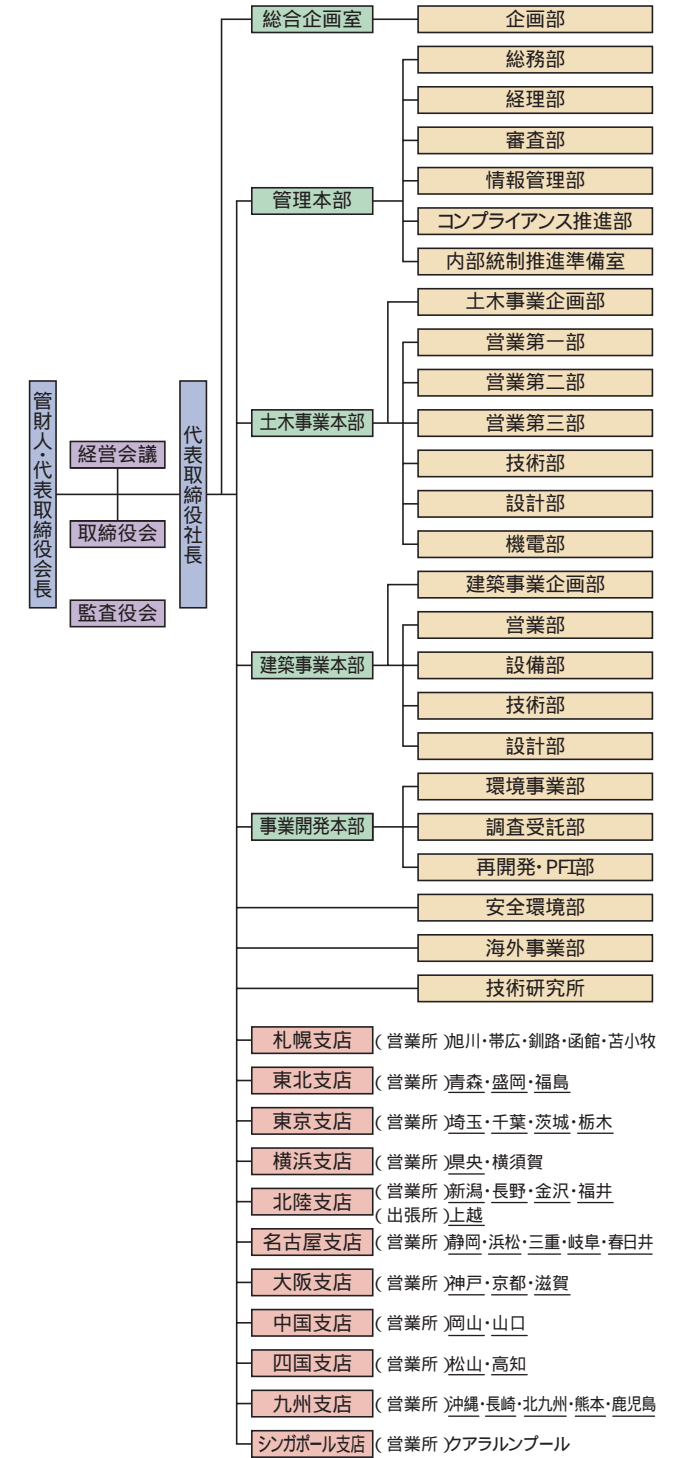 管財人・代表取締役会長
経営会議
取締役会
監査役会
代表取締役社長
総合企画室
企画部
管理本部
総務部
経理部
審査部
情報管理部
コンプライアンス推進部
内部統制推進準備室
土木事業本部
土木事業企画部
営業第一部
営業第二部
営業第三部
技術部
設計部
機電部
建築事業本部
建築事業企画部
営業部
設備部
技術部
設計部
事業開発本部
環境事業部
調査受託部
再開発・PFI部
安全環境部
海外事業部
技術研究所
札幌支店 (営業所)旭川・帯広・釧路・函館・苫小牧
東北支店 (営業所)青森・盛岡・福島
東京支店 (営業所)埼玉・千葉・茨城・栃木
横浜支店 (営業所)県央・横須賀
北陸支店 (営業所)新潟・長野・金沢・福井
(出張所)上越
名古屋支店 (営業所)静岡・浜松・三重・岐阜・春日井
大阪支店 (営業所)神戸・京都・滋賀
中国支店 (営業所)岡山・山口
四国支店 (営業所)松山・高知
九州支店 (営業所)沖縄・長崎・北九州・熊本・鹿児島
シンガポール支店 (営業所)クアラルンプール